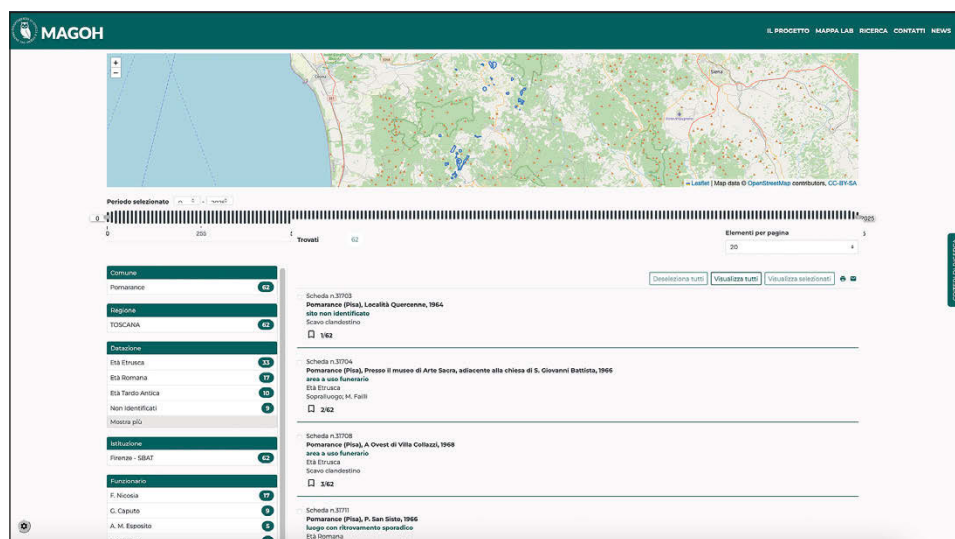 MAGOH
IL PROGETTO MAPPA LAB RICERCA CONTATTI NEWS
+
−
Siena
Leaflet | Map data © OpenStreetMap contributors, CC-BY-SA
Periodo selezionato
0
2025
0
255
Trovati 62
Elementi per pagina
20
Deseleziona tutti Visualizza tutti Visualizza selezionati
Comune
Pomarance 62
Regione
TOSCANA 62
Datazione
Età Etrusca 33
Età Romana 17
Età Tardo Antica 10
Non Identificati 9
Mostra più
Istituzione
Firenze - SBAT 62
Funzionario
F. Nicosia 17
G. Caputo 9
A. M. Esposito 5
Scheda n.31703
Pomarance (Pisa), Località Quercenne, 1964
sito non identificato
Scavo clandestino
1/62
Scheda n.31704
Pomarance (Pisa), Presso il museo di Arte Sacra, adiacente alla chiesa di S. Giovanni Battista, 1966
area a uso funerario
Età Etrusca
Sopralluogo; M. Failli
2/62
Scheda n.31708
Pomarance (Pisa), A Ovest di Villa Collazzi, 1968
area a uso funerario
Età Etrusca
Scavo clandestino
3/62
Scheda n.31711
Pomarance (Pisa), P. San Sisto, 1966
luogo con ritrovamento sporadico
Età Romana